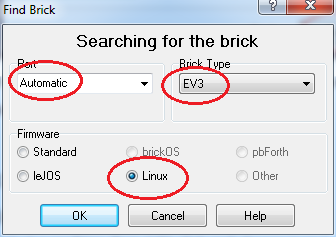 Find Brick
Searching for the brick
Port
Brick Type
Automatic
EV3
Firmware
Standard
brickOS
pbForth
leJOS
Linux
Other
OK
Cancel
Help